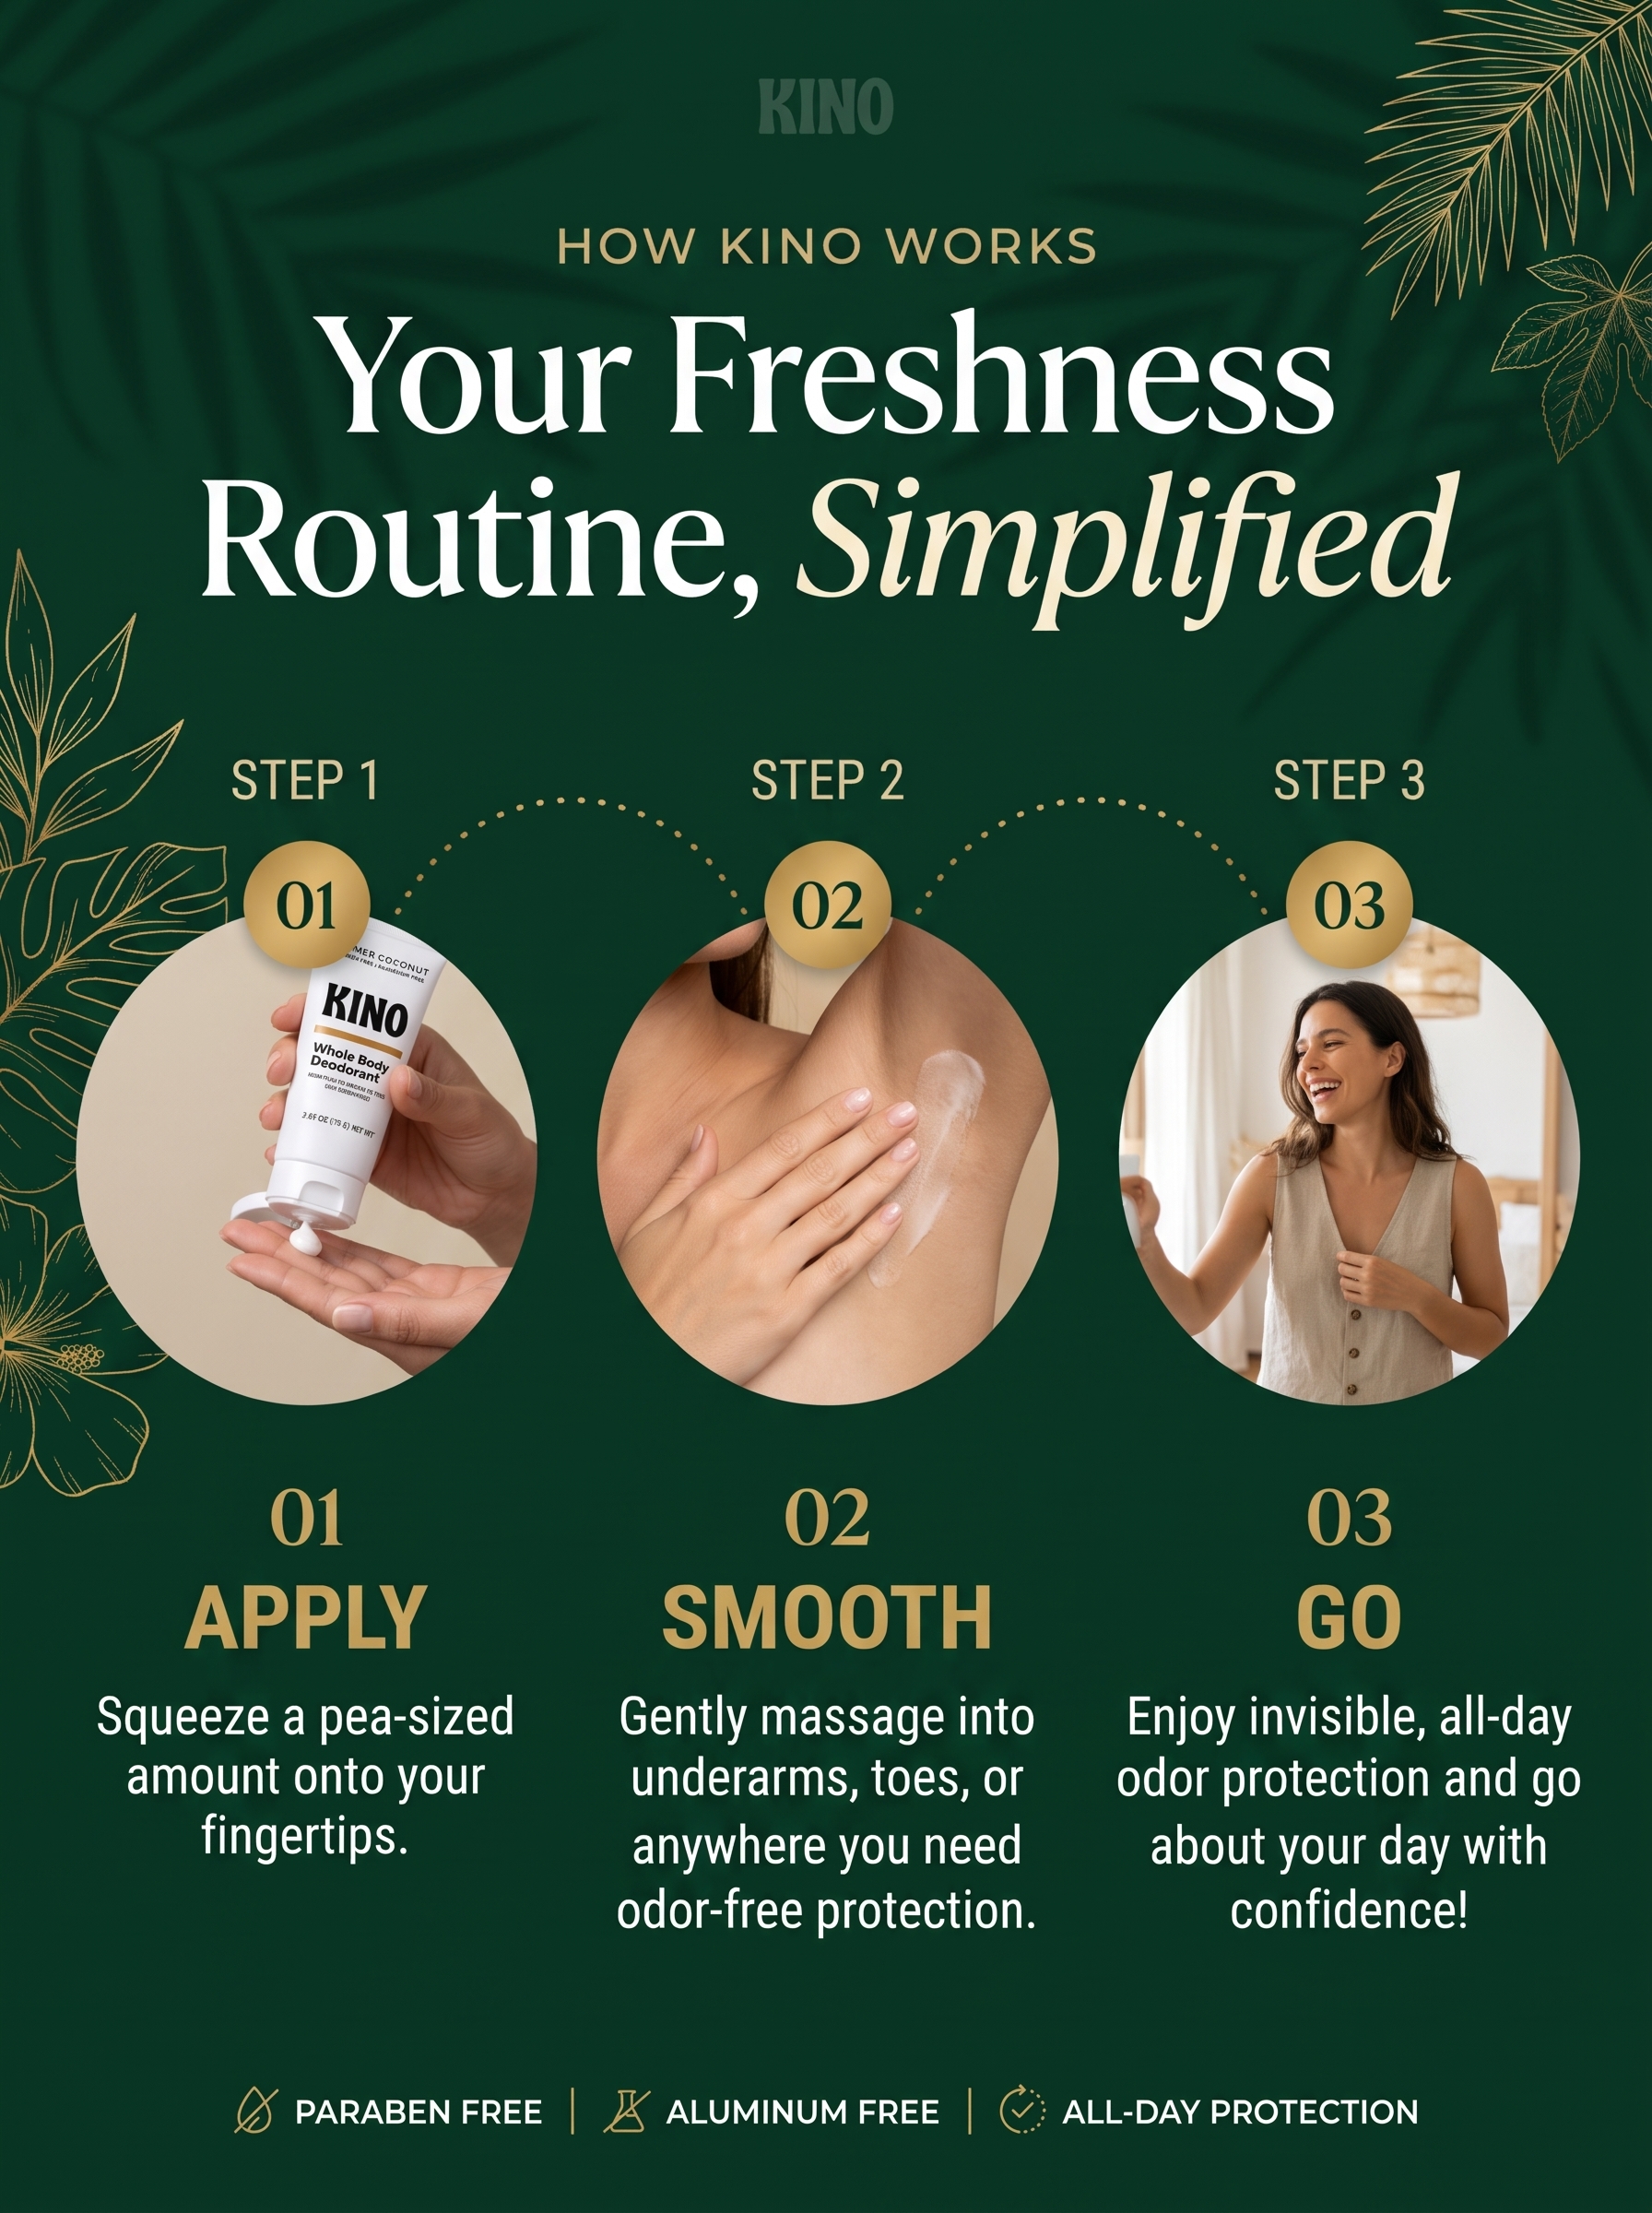 KINO
HOW KINO WORKS
Your Freshness
Routine, Simplified
STEP 1
STEP 2
STEP 3
01
02
03
MER COCONUT
KINO
Whole Body
Deodorant
01
APPLY
Squeeze a pea-sized
amount onto your
fingertips.
02
SMOOTH
Gently massage into
underarms, toes, or
anywhere you need
odor-free protection.
03
GO
Enjoy invisible, all-day
odor protection and go
about your day with
confidence!
PARABEN FREE
ALUMINUM FREE
ALL-DAY PROTECTION